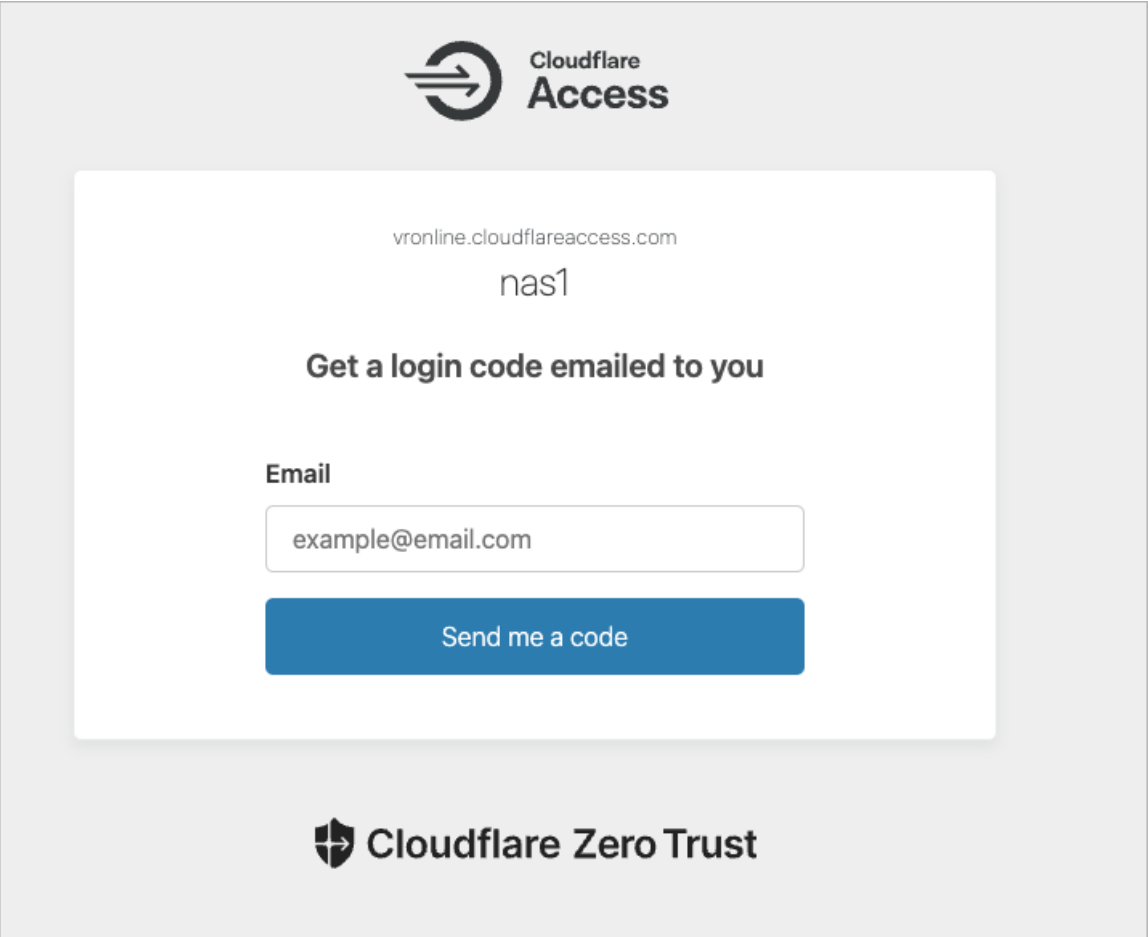 Cloudflare
Access
vronline.cloudflareaccess.com
nas1
Get a login code emailed to you
Email
example@email.com
Send me a code
Cloudflare Zero Trust